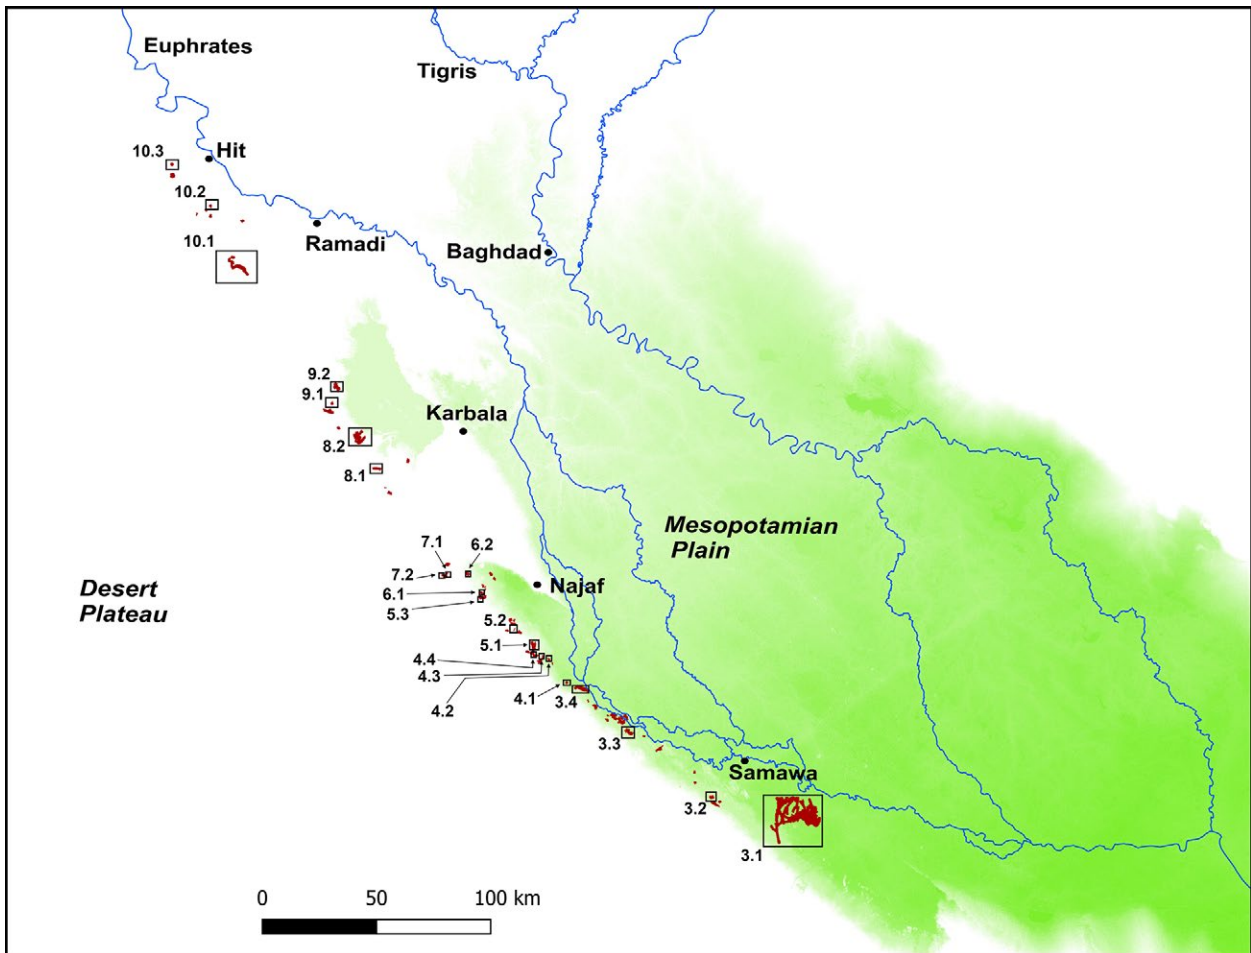 Euphrates
Tigris
10.3
Hit
10.2
10.1
Ramadi
Baghdad
9.2
9.1
Karbala
8.2
8.1
Mesopotamian
Plain
7.1
6.2
7.2
Najaf
6.1
5.3
Desert
Plateau
5.2
5.1
4.4
4.3
4.2
4.1
3.4
3.3
Samawa
3.2
3.1
0 50 100 km